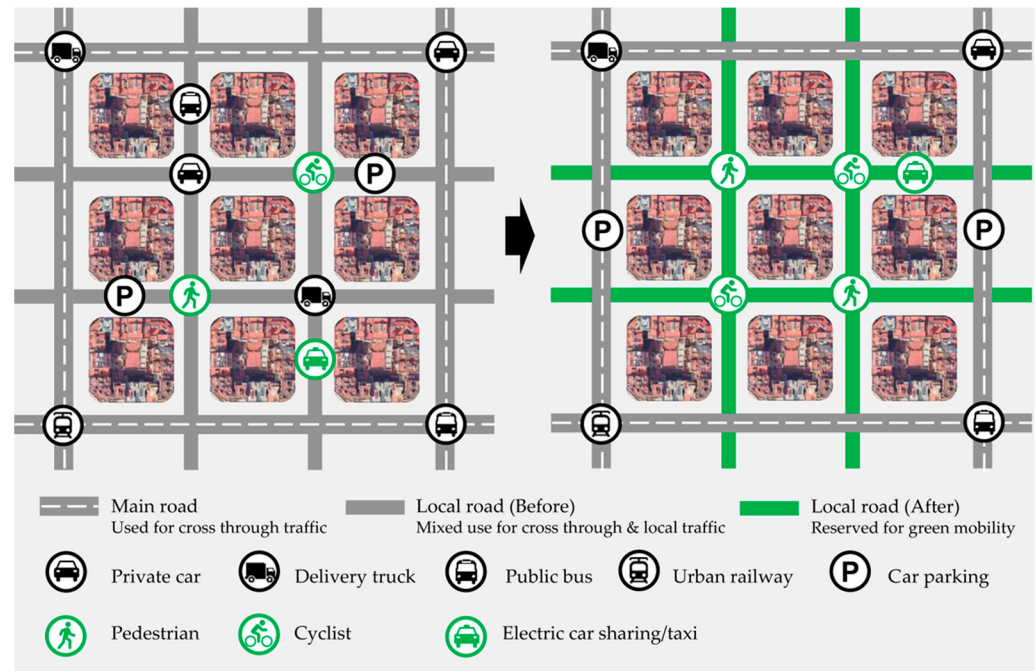 P
P
P
P
Main road
Used for cross through traffic
Local road (Before)
Mixed use for cross through & local traffic
Local road (After)
Reserved for green mobility
Private car
Delivery truck
Public bus
Urban railway
P
Car parking
Pedestrian
Cyclist
Electric car sharing/taxi